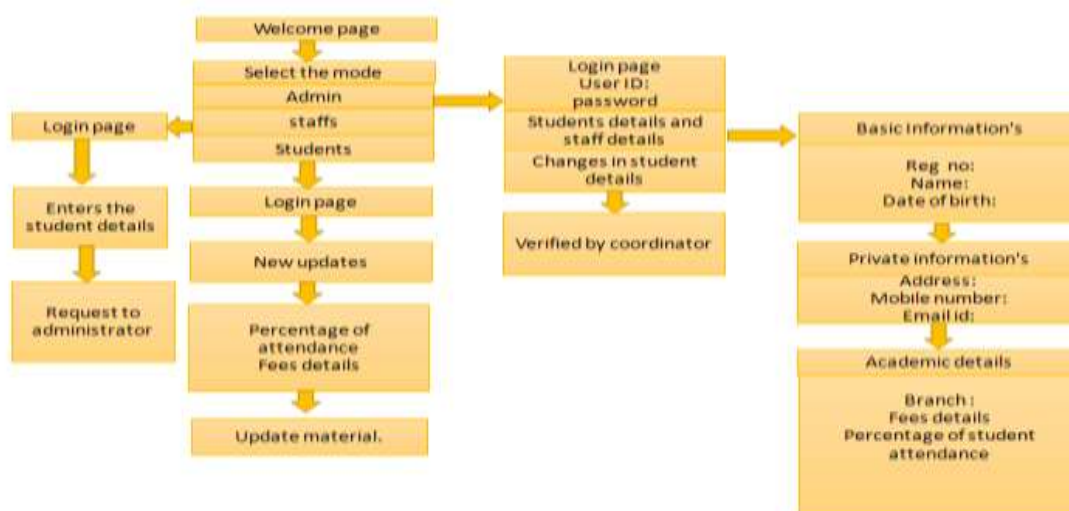 Welcome page
Select the mode
Admin
staffs
Students
Login page
Enters the
student details
Request to
administrator
Login page
New updates
Percentage of
attendance
Fees details
Update material.
Login page
User ID:
password
Students details and
staff details
Changes in student
details
Verified by coordinator
Basic information's
Reg no:
Name:
Date of birth:
Private information's
Address:
Mobile number:
Email id:
Academic details
Branch :
Fees details
Percentage of student
attendance